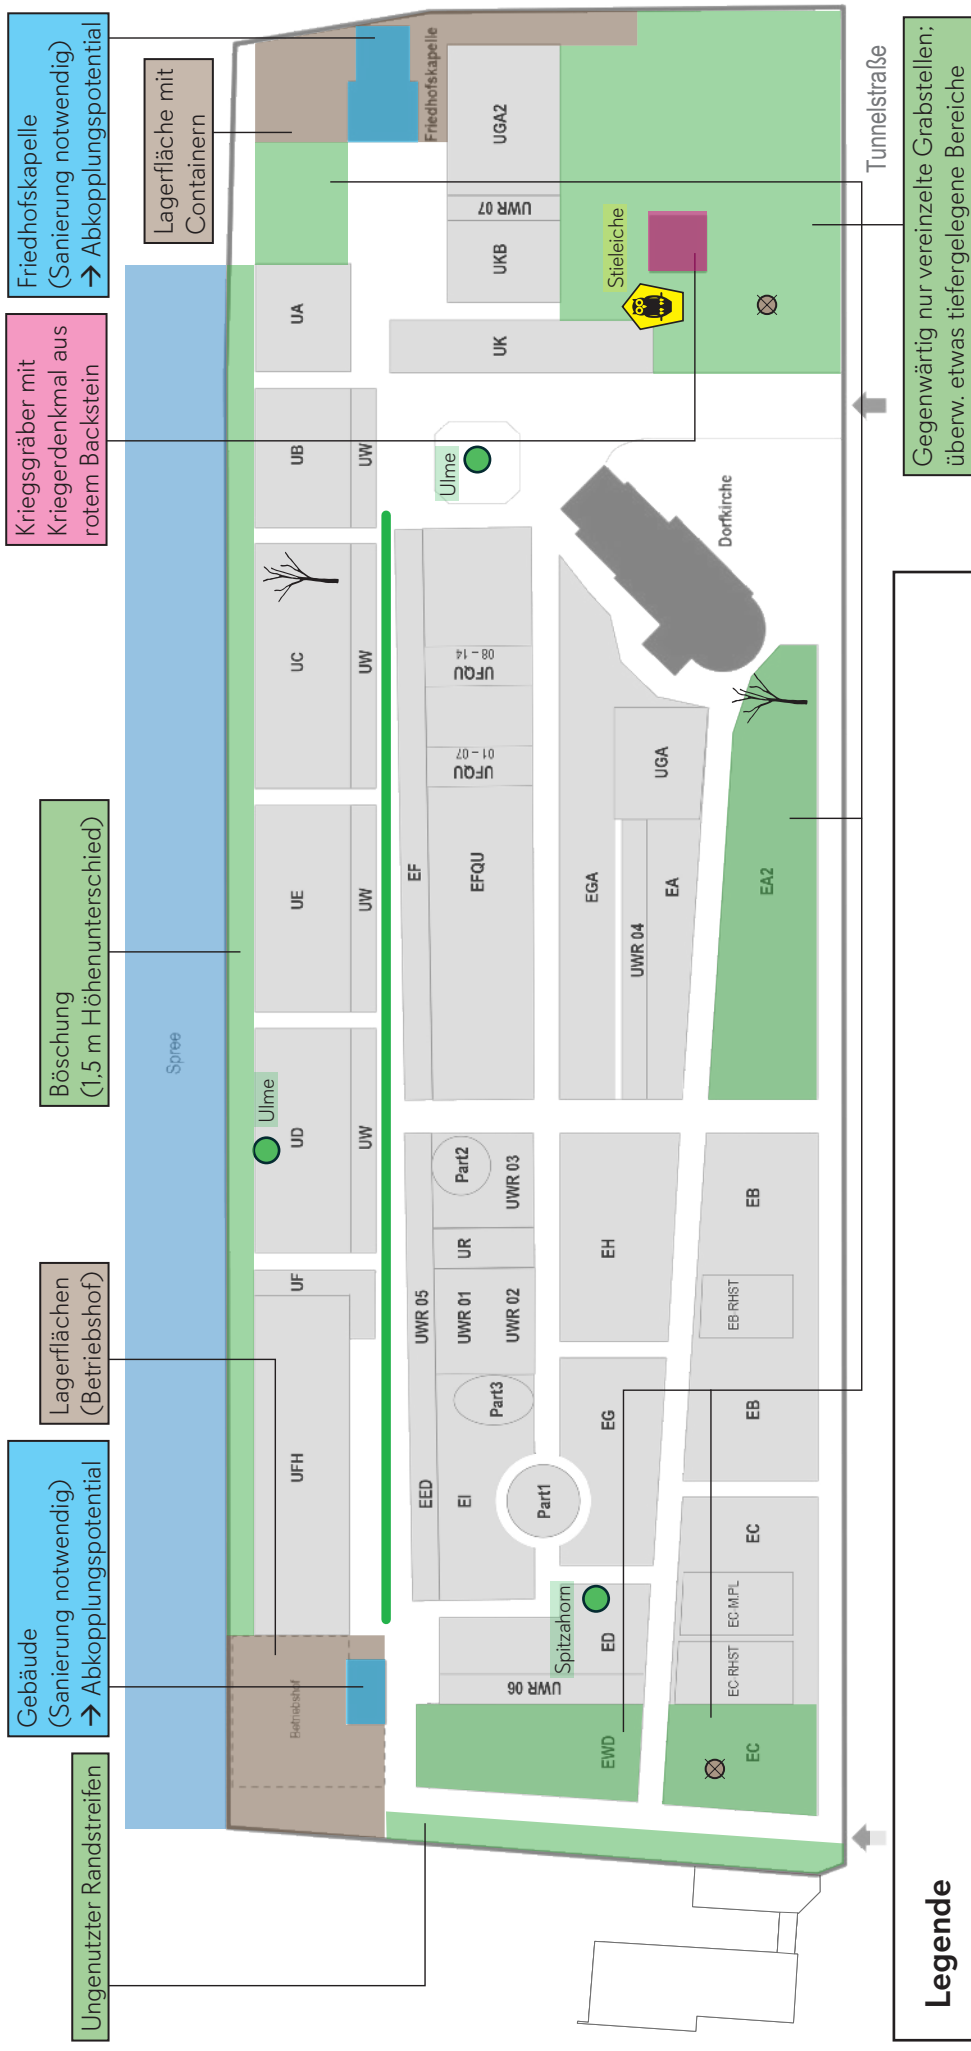 Ungenutzter Randstreifen
Gebäude
(Sanierung notwendig)
→ Abkopplungspotential
Lagerflächen
(Betriebshof)
Böschung
(1,5 m Höhenunterschied)
Kriegsgräber mit
Kriegerdenkmal aus
rotem Backstein
Friedhofskapelle
(Sanierung notwendig)
→ Abkopplungspotential
Lagerfläche mit
Containern
Spree
Betriebshof
UFH
UF
Ulme
UD
UE
UC
UB
UA
UW
UW
UW
UW
Friedhofskapelle
EED
UWR 05
EF
EI
Part3
UWR 01
UWR 02
UR
Part2
UWR 03
EFQU
UFQU
01 – 07
UFQU
08 – 14
Ulme
UK
UKB
UWR 07
UGA2
Part1
UWR 06
Spitzahorn
ED
EWD
EG
EH
EGA
UWR 04
EA
UGA
Dorfkirche
Stieleiche
EC
EC-RHST
EC-M.PL
EC
EB
EB-RHST
EB
EA2
Tunnelstraße
Gegenwärtig nur vereinzelte Grabstellen;
überw. etwas tiefergelegene Bereiche
Legende